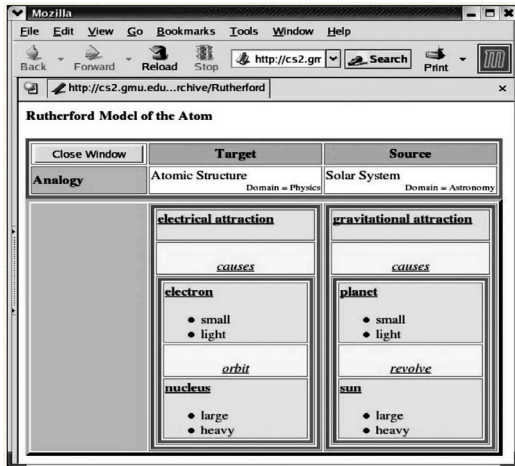 Mozilla
File Edit View Go Bookmarks Tools Window Help
Back Forward Reload Stop http://cs2.gm Search Print
http://cs2.gmu.edu...rchive/Rutherford
Rutherford Model of the Atom
Close Window Target Source
Analogy Atomic Structure Solar System
Domain = Physics Domain = Astronomy
electrical attraction gravitational attraction
causes causes
electron planet
• small • small
• light • light
orbit revolve
nucleus sun
• large • large
• heavy • heavy